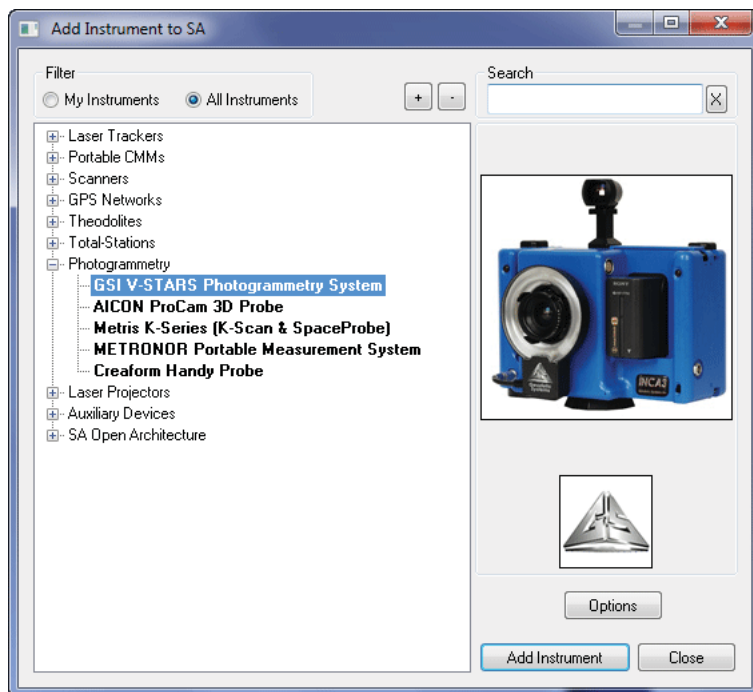 Add Instrument to SA
Filter
My Instruments
All Instruments
+
-
Search
X
Laser Trackers
Portable CMMs
Scanners
GPS Networks
Theodolites
Total-Stations
Photogrammetry
GSI V-STARS Photogrammetry System
AICON ProCam 3D Probe
Metris K-Series (K-Scan & SpaceProbe)
METRONOR Portable Measurement System
Creaform Handy Probe
Laser Projectors
Auxiliary Devices
SA Open Architecture
SONY
INCA3
Options
Add Instrument
Close